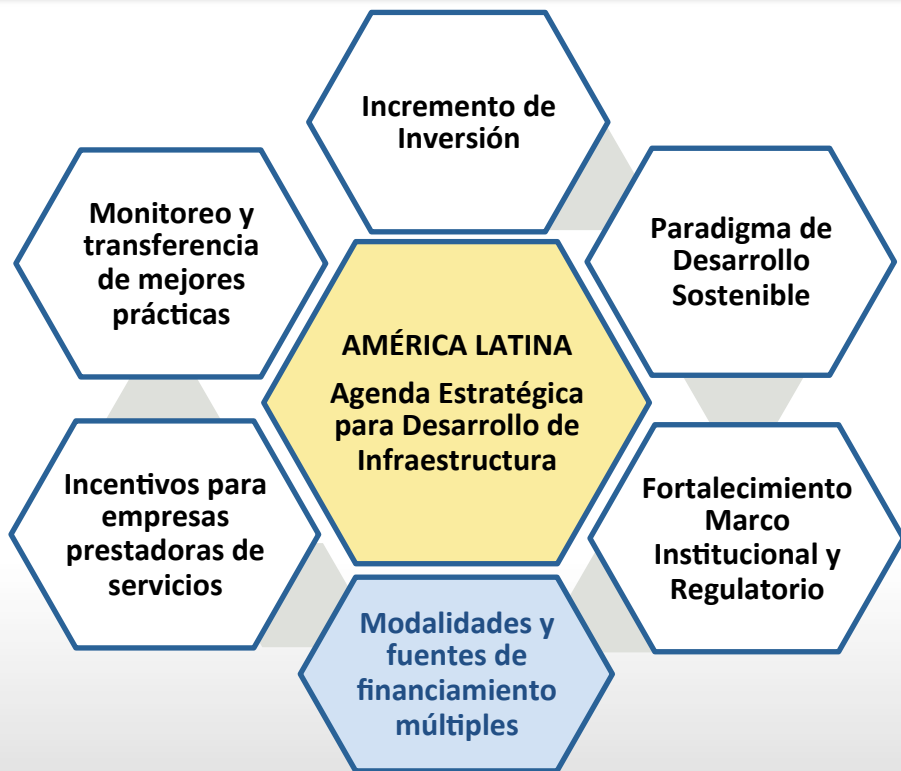 Incremento de
Inversión
Paradigma de
Desarrollo
Sostenible
Fortalecimiento
Marco
Institucional y
Regulatorio
Modalidades y
fuentes de
financiamiento
múltiples
Incentivos para
empresas
prestadoras de
servicios
Monitoreo y
transferencia
de mejores
prácticas
AMÉRICA LATINA
Agenda Estratégica
para Desarrollo de
Infraestructura